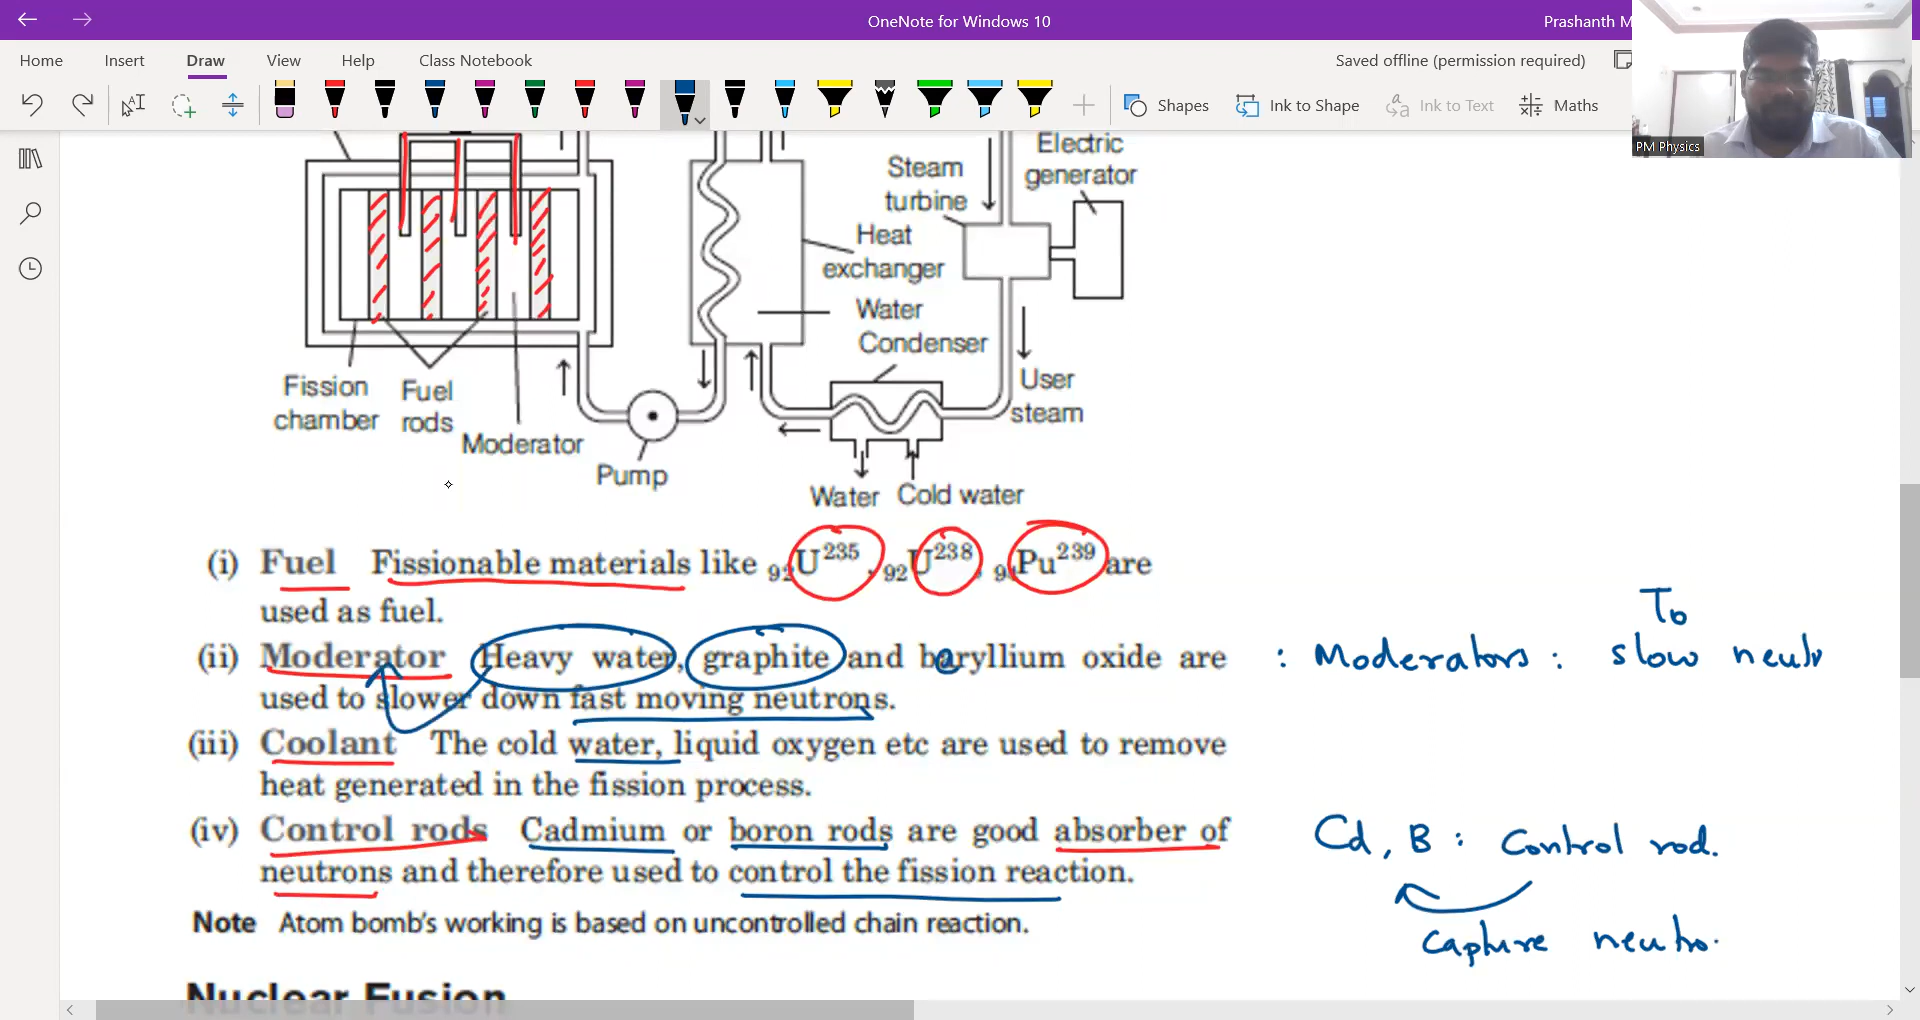 OneNote for Windows 10
Prashanth M
Home Insert Draw View Help Class Notebook
Saved offline (permission required)
Shapes Ink to Shape Ink to Text Maths
PM Physics
Electric
generator
Steam
turbine
Heat
exchanger
Water
Condenser
User
steam
Fission
chamber
Fuel
rods
Moderator
Pump
Water Cold water
(i) Fuel Fissionable materials like ₉₂U²³⁵, ₉₂U²³⁸, ₉₄Pu²³⁹ are
used as fuel.
(ii) Moderator Heavy water, graphite and baryllium oxide are
used to slower down fast moving neutrons.
: Moderators : To slow neutr
(iii) Coolant The cold water, liquid oxygen etc are used to remove
heat generated in the fission process.
(iv) Control rods Cadmium or boron rods are good absorber of
neutrons and therefore used to control the fission reaction.
Cd, B : Control rod.
Capture neutro.
Note Atom bomb's working is based on uncontrolled chain reaction.
Nuclear Fusion